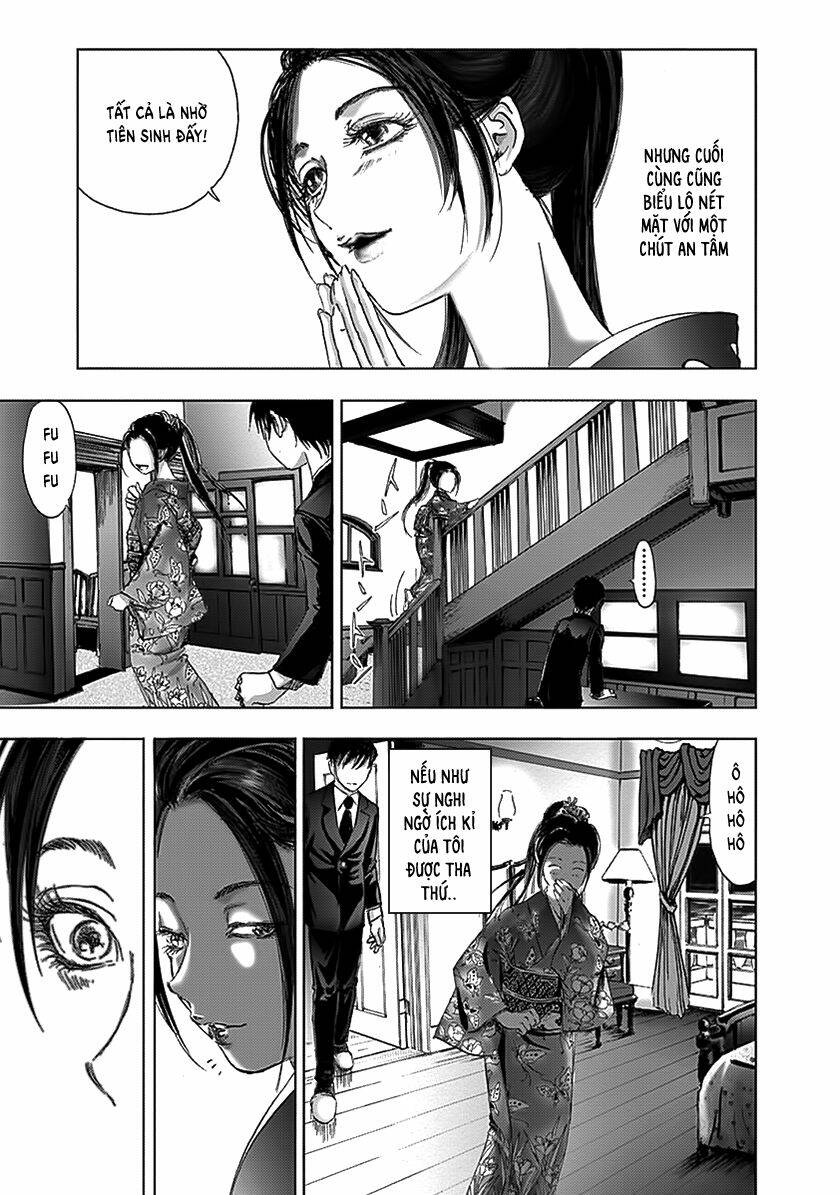 NHƯNG CUỐI
CÙNG CŨNG
BIỂU LỘ NÉT
MẶT VỚI MỘT
CHÚT AN TÂM
TẤT CẢ LÀ NHỜ
TIÊN SINH ĐẤY!
.......
FU
FU
FU
Ô
HÔ
HÔ
HÔ
NẾU NHƯ
SỰ NGHI
NGỜ ÍCH KỈ
CỦA TÔI
ĐƯỢC THA
THỨ..